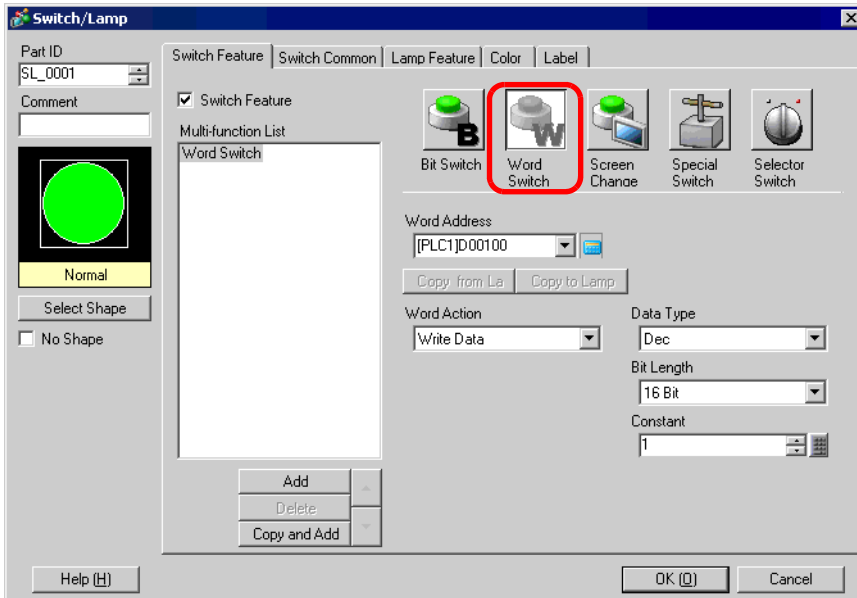 Switch/Lamp
Part ID
SL_0001
Comment
Normal
Select Shape
No Shape
Switch Feature
Switch Common
Lamp Feature
Color
Label
Switch Feature
Multi-function List
Word Switch
Add
Delete
Copy and Add
B
Bit Switch
W
Word
Switch
Screen
Change
Special
Switch
Selector
Switch
Word Address
[PLC1]D00100
Copy from La
Copy to Lamp
Word Action
Write Data
Data Type
Dec
Bit Length
16 Bit
Constant
1
Help (H)
OK (O)
Cancel